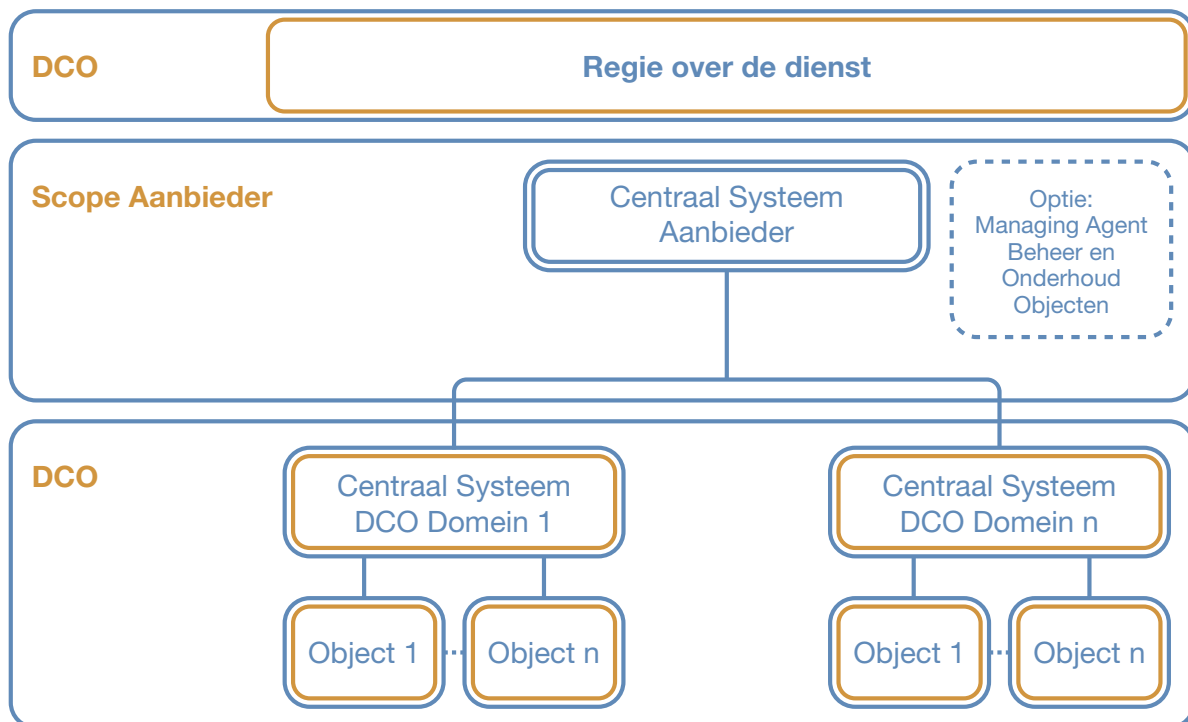 DCO
Regie over de dienst
Scope Aanbieder
Centraal Systeem
Aanbieder
Optie:
Managing Agent
Beheer en
Onderhoud
Objecten
DCO
Centraal Systeem
DCO Domein 1
Centraal Systeem
DCO Domein n
Object 1
Object n
Object 1
Object n